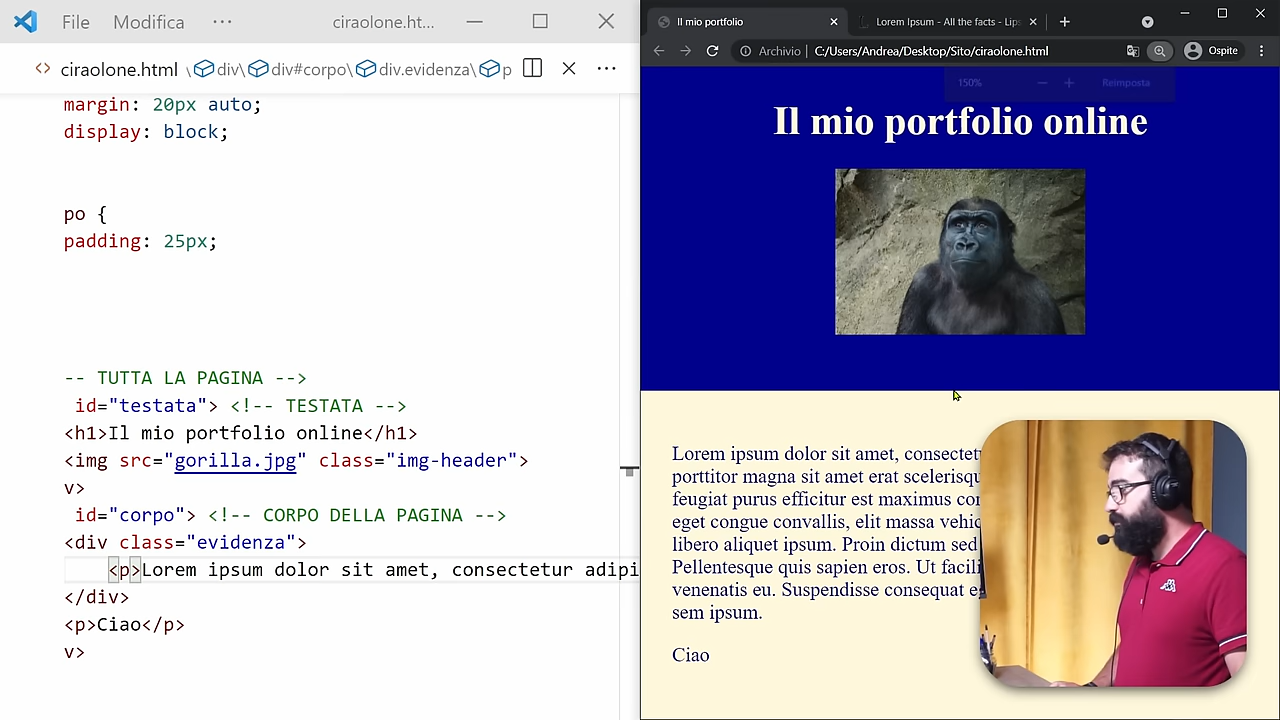 File Modifica ··· ciraolone.ht...
ciraolone.html \ div\ div#corpo\ div.evidenza\ p ···
margin: 20px auto;
display: block;
po {
padding: 25px;
-- TUTTA LA PAGINA -->
id="testata"> <!-- TESTATA -->
<h1>Il mio portfolio online</h1>
<img src="gorilla.jpg" class="img-header">
v>
id="corpo"> <!-- CORPO DELLA PAGINA -->
<div class="evidenza">
<p>Lorem ipsum dolor sit amet, consectetur adipi
</div>
<p>Ciao</p>
v>
Il mio portfolio
Lorem Ipsum - All the facts - Lips
Archivio | C:/Users/Andrea/Desktop/Sito/ciraolone.html Ospite
150% Reimposta
Il mio portfolio online
Lorem ipsum dolor sit amet, consectetu
porttitor magna sit amet erat scelerisqu
feugiat purus efficitur est maximus con
eget congue convallis, elit massa vehic
libero aliquet ipsum. Proin dictum sed
Pellentesque quis sapien eros. Ut facili
venenatis eu. Suspendisse consequat e
sem ipsum.
Ciao